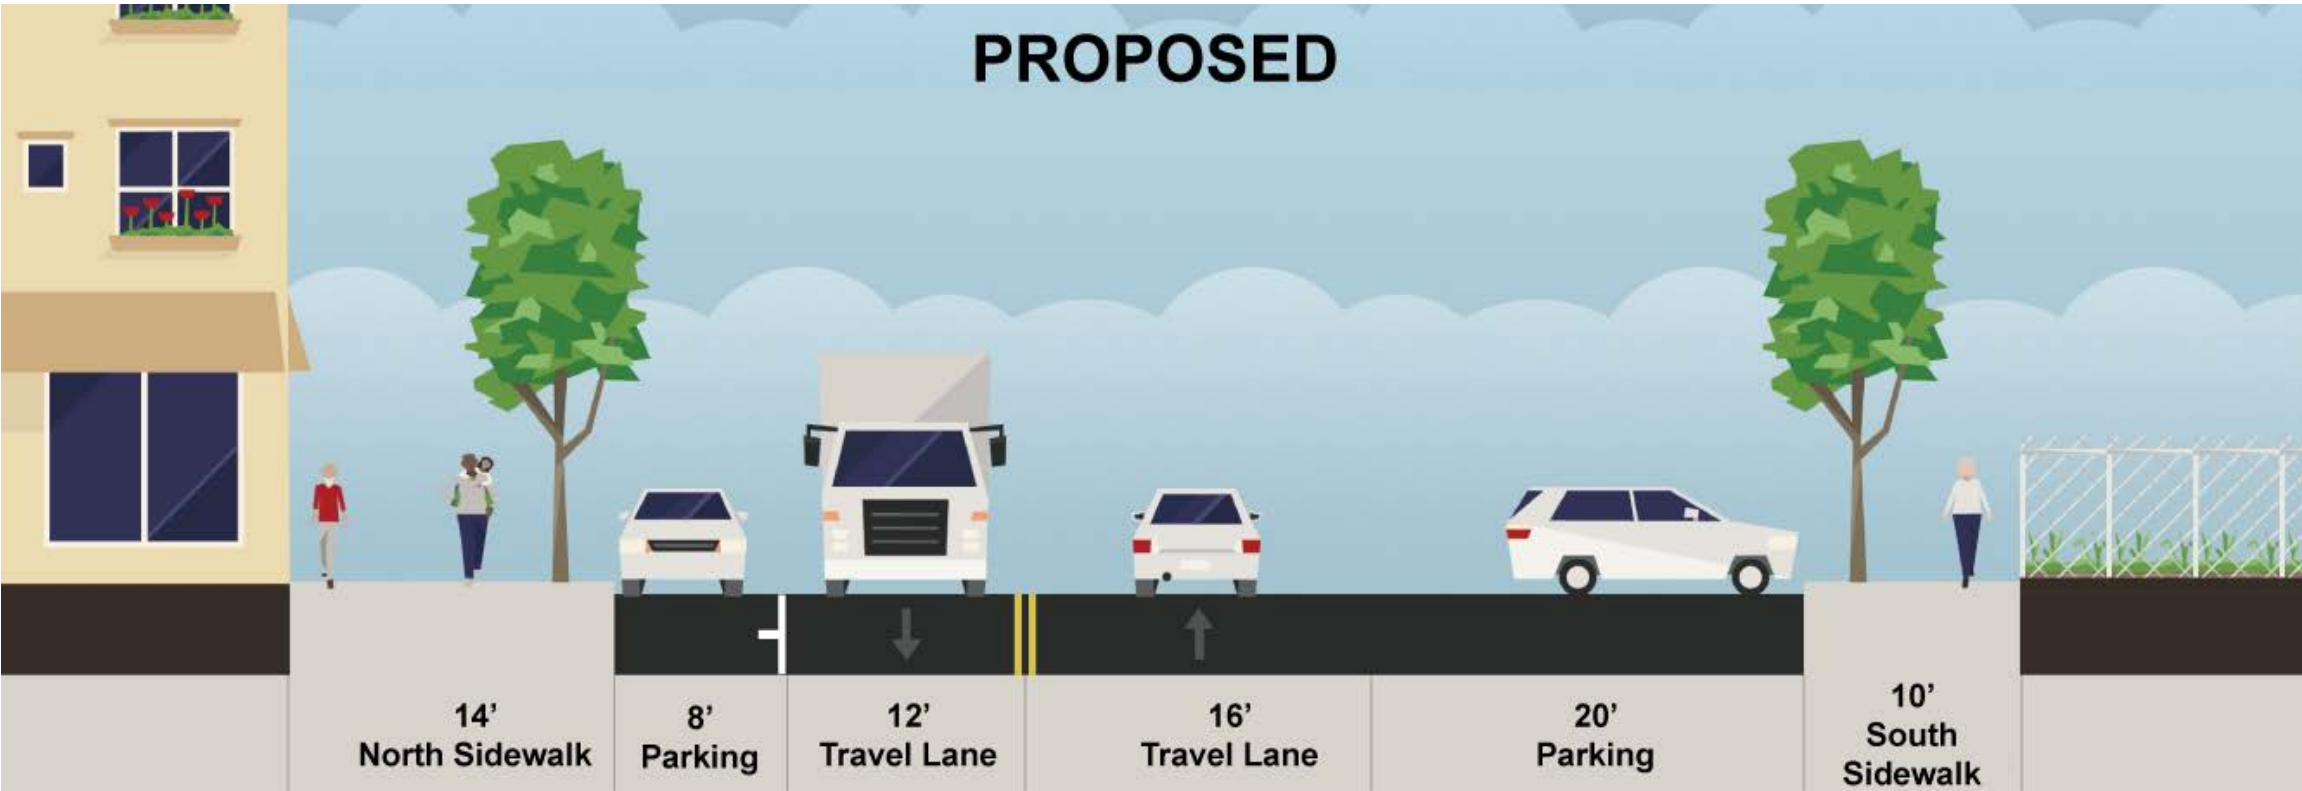 PROPOSED
14’
North Sidewalk
8’
Parking
12’
Travel Lane
16’
Travel Lane
20’
Parking
10’
South
Sidewalk